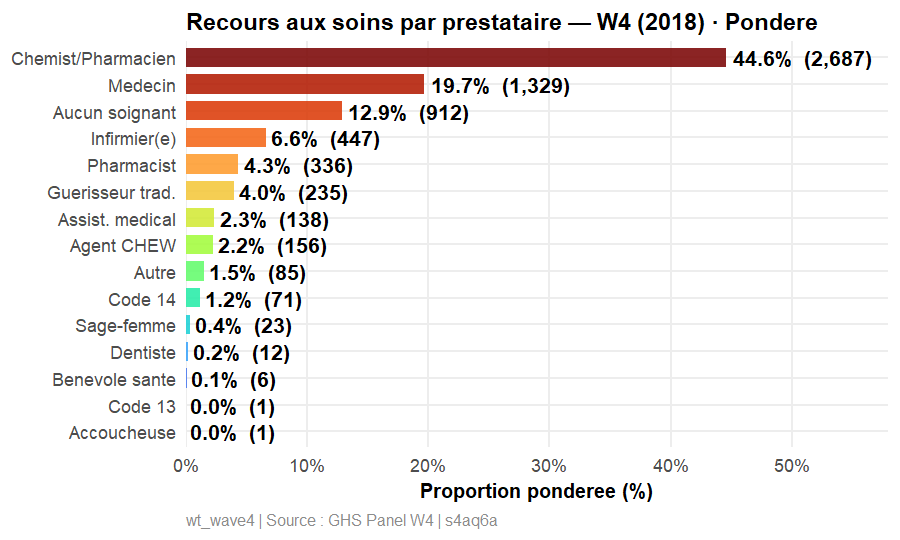 Recours aux soins par prestataire — W4 (2018) · Pondere
Chemist/Pharmacien 44.6% (2,687)
Medecin 19.7% (1,329)
Aucun soignant 12.9% (912)
Infirmier(e) 6.6% (447)
Pharmacist 4.3% (336)
Guerisseur trad. 4.0% (235)
Assist. medical 2.3% (138)
Agent CHEW 2.2% (156)
Autre 1.5% (85)
Code 14 1.2% (71)
Sage-femme 0.4% (23)
Dentiste 0.2% (12)
Benevole sante 0.1% (6)
Code 13 0.0% (1)
Accoucheuse 0.0% (1)
0% 10% 20% 30% 40% 50%
Proportion ponderee (%)
wt_wave4 | Source : GHS Panel W4 | s4aq6a